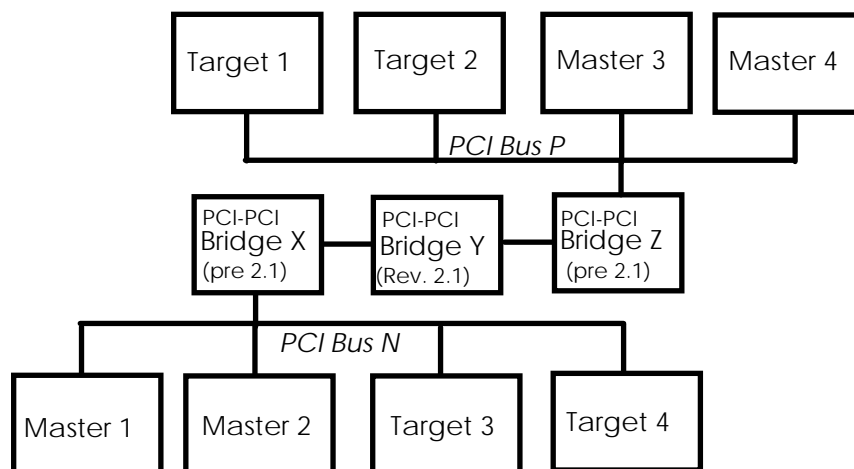 Target 1
Target 2
Master 3
Master 4
PCI Bus P
PCI-PCI
Bridge X
(pre 2.1)
PCI-PCI
Bridge Y
(Rev. 2.1)
PCI-PCI
Bridge Z
(pre 2.1)
PCI Bus N
Master 1
Master 2
Target 3
Target 4